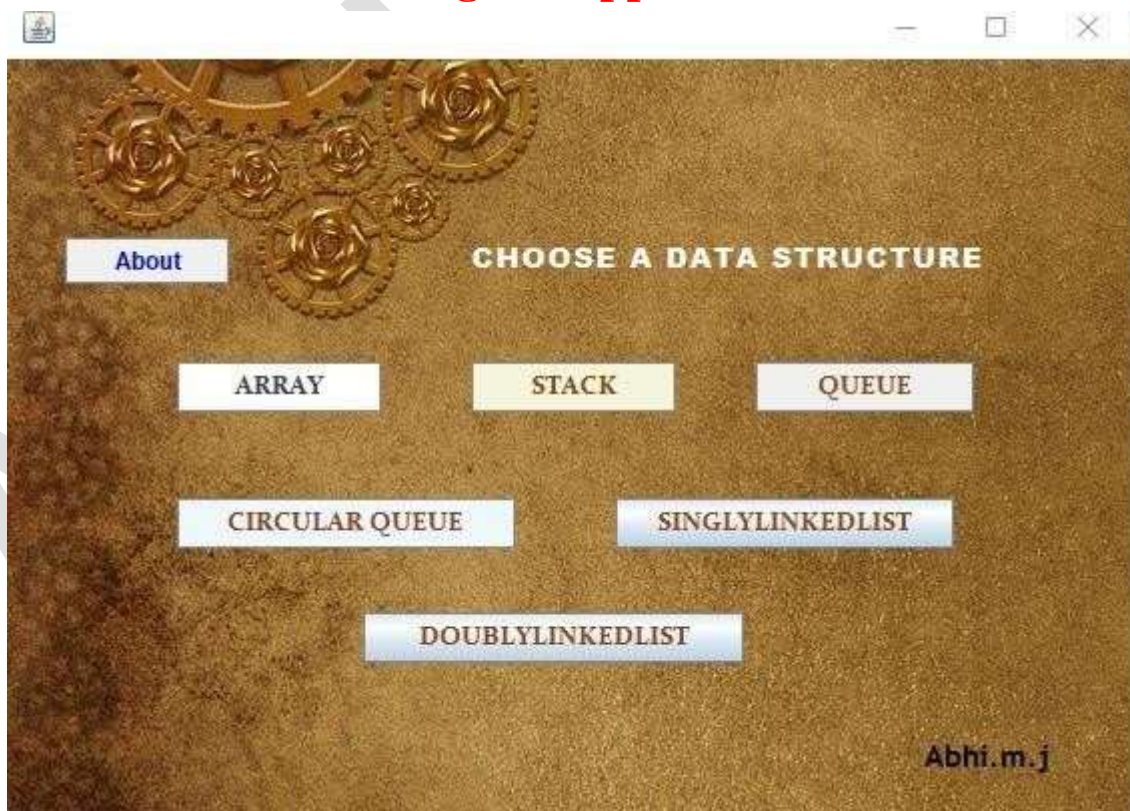 About
CHOOSE A DATA STRUCTURE
ARRAY
STACK
QUEUE
CIRCULAR QUEUE
SINGLYLINKEDLIST
DOUBLYLINKEDLIST
Abhi.m.j